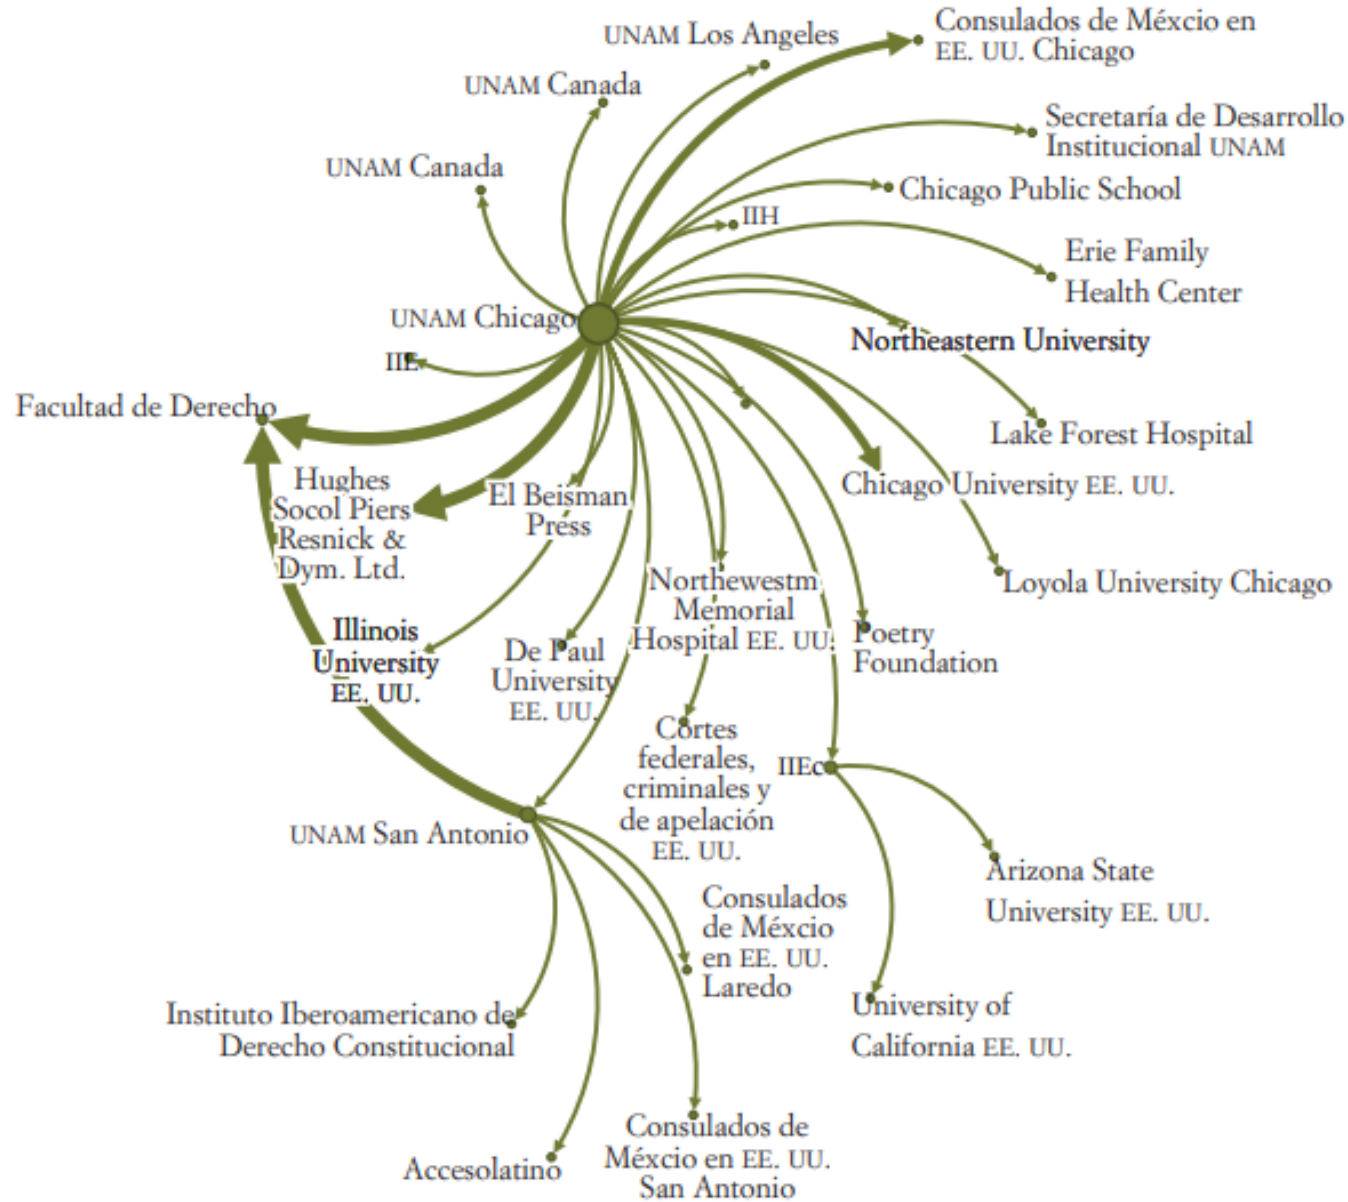 UNAM Los Angeles
Consulados de Méxcio en
EE. UU. Chicago
UNAM Canada
Secretaría de Desarrollo
Institucional UNAM
UNAM Canada
Chicago Public School
IIH
Erie Family
Health Center
UNAM Chicago
Northeastern University
IIE
Facultad de Derecho
Lake Forest Hospital
Hughes
Socol Piers
Resnick &
Dym. Ltd.
El Beisman
Press
Chicago University EE. UU.
Northewestm
Memorial
Hospital EE. UU.
Loyola University Chicago
Illinois
University
EE. UU.
De Paul
University
EE. UU.
Poetry
Foundation
Cortes
federales,
criminales y
de apelación
EE. UU.
IIEc
UNAM San Antonio
Arizona State
University EE. UU.
Consulados
de Méxcio
en EE. UU.
Laredo
Instituto Iberoamericano de
Derecho Constitucional
University of
California EE. UU.
Accesolatino
Consulados de
Méxcio en EE. UU.
San Antonio